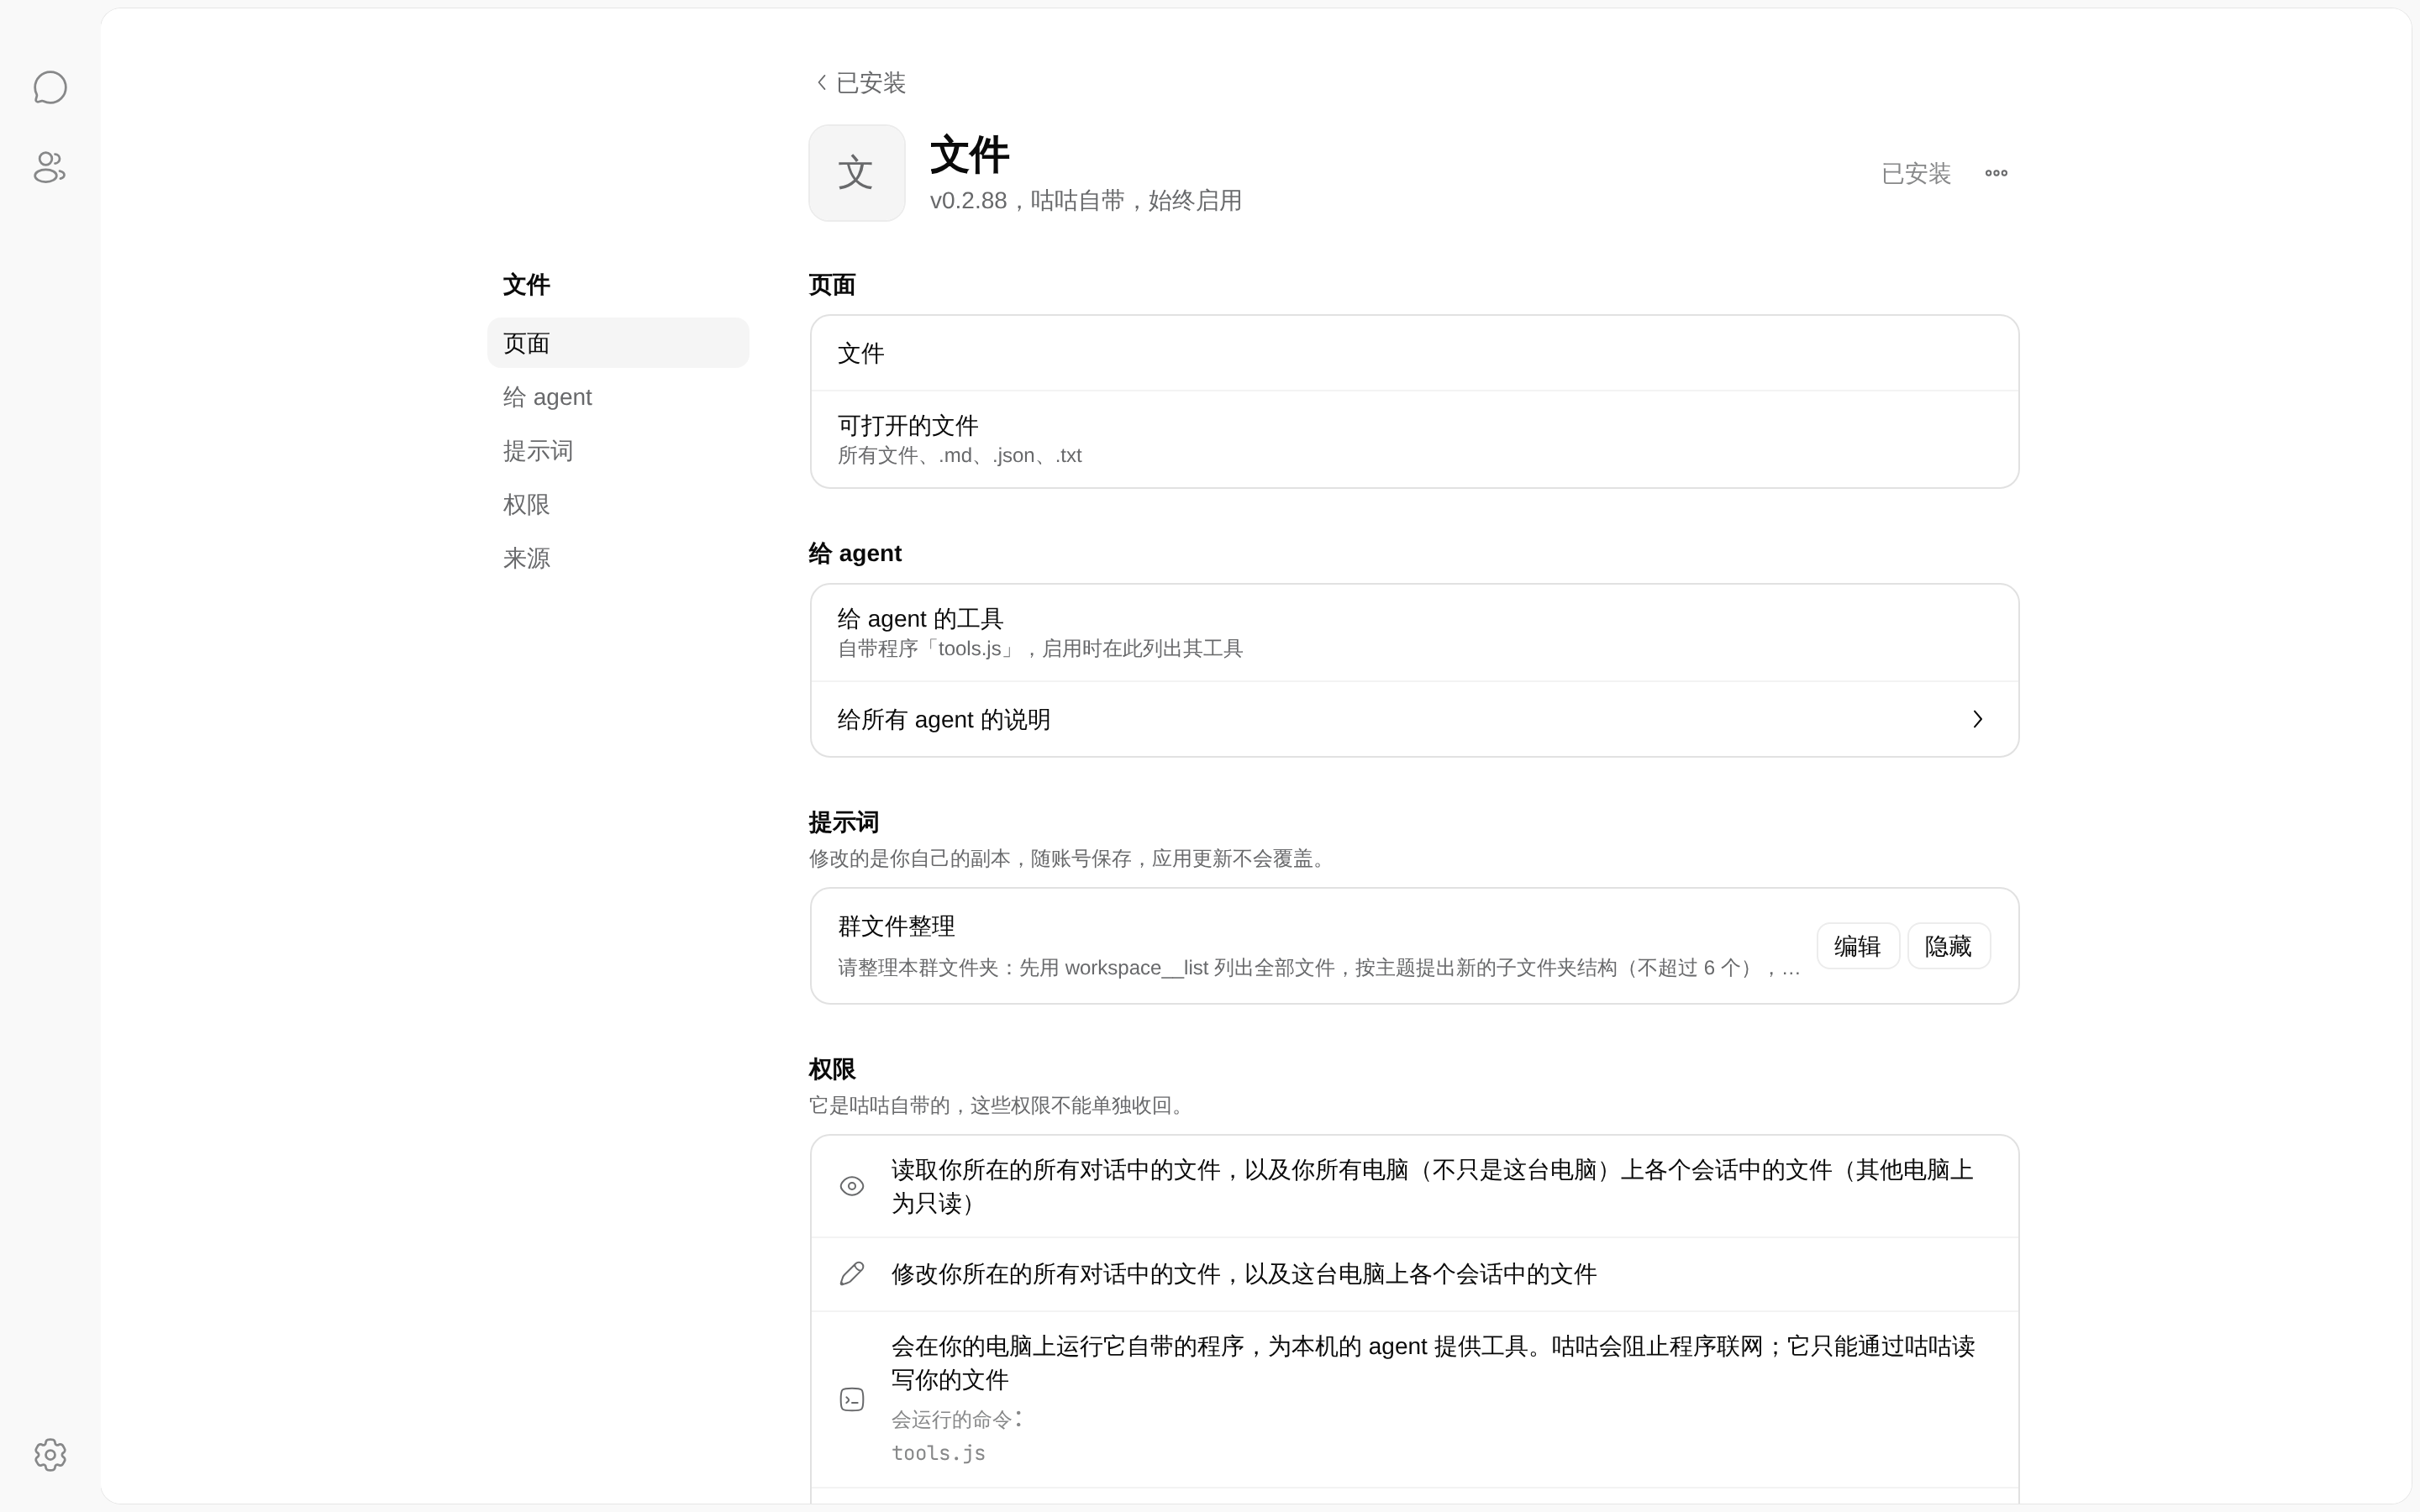 已安装
文
文件
v0.2.88，咕咕自带，始终启用
已安装
文件
页面
给 agent
提示词
权限
来源
页面
文件
可打开的文件
所有文件、.md、.json、.txt
给 agent
给 agent 的工具
自带程序「tools.js」，启用时在此列出其工具
给所有 agent 的说明
提示词
修改的是你自己的副本，随账号保存，应用更新不会覆盖。
群文件整理
请整理本群文件夹：先用 workspace__list 列出全部文件，按主题提出新的子文件夹结构（不超过 6 个），…
编辑
隐藏
权限
它是咕咕自带的，这些权限不能单独收回。
读取你所在的所有对话中的文件，以及你所有电脑（不只是这台电脑）上各个会话中的文件（其他电脑上
为只读）
修改你所在的所有对话中的文件，以及这台电脑上各个会话中的文件
会在你的电脑上运行它自带的程序，为本机的 agent 提供工具。咕咕会阻止程序联网；它只能通过咕咕读
写你的文件
会运行的命令：
tools.js